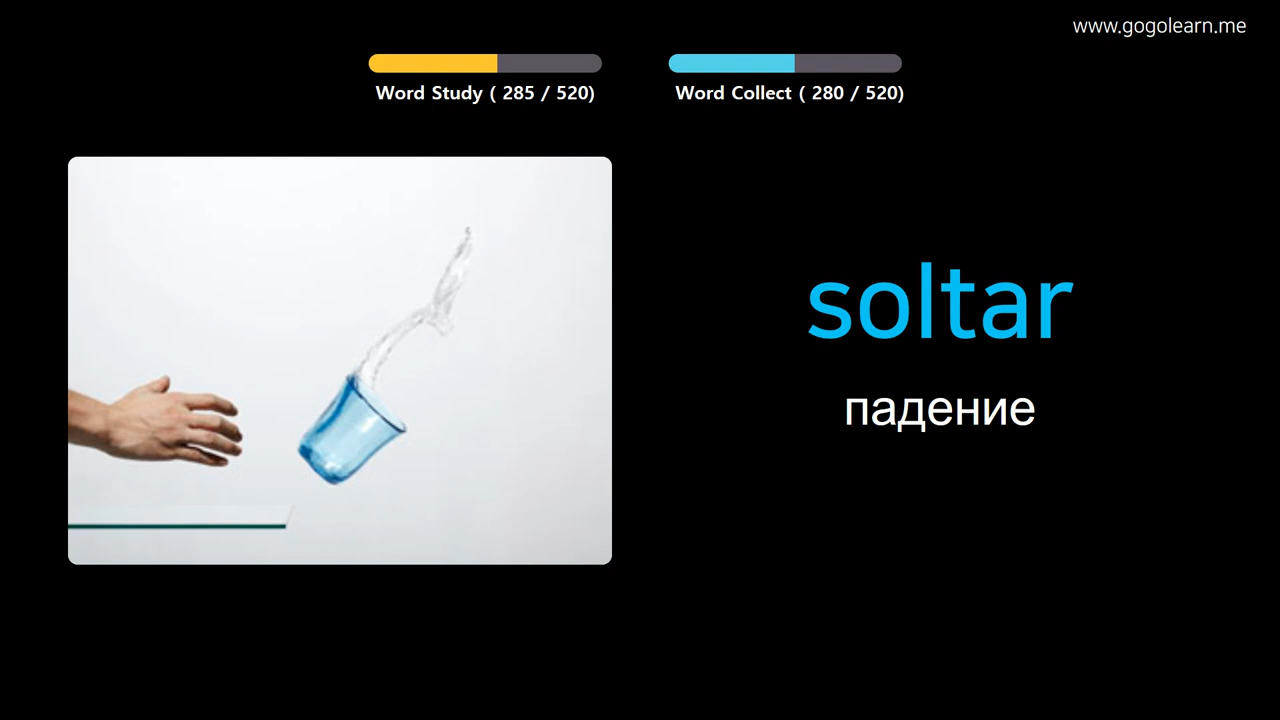 www.gogolearn.me
Word Study ( 285 / 520)
Word Collect ( 280 / 520)
soltar
падение